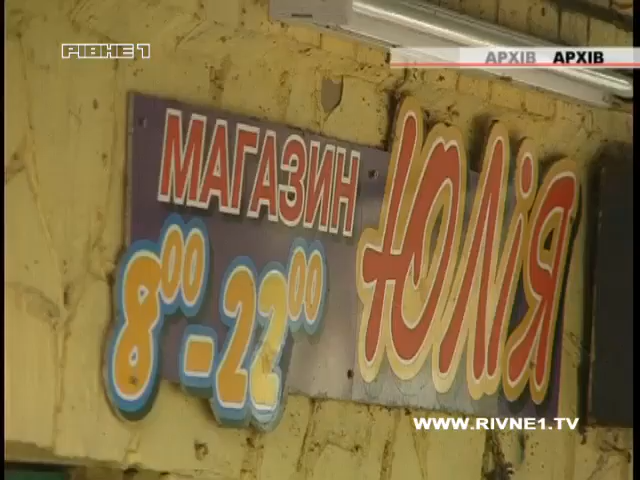 РІВНЕ 1
АРХІВ АРХІВ
МАГАЗИН
ЮЛІЯ
8⁰⁰ - 22⁰⁰
WWW.RIVNE1.TV